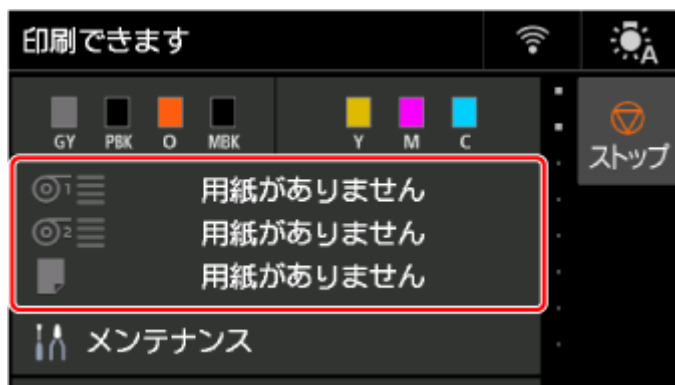 印刷できます
A
GY PBK O MBK Y M C
ストップ
1 用紙がありません
2 用紙がありません
用紙がありません
メンテナンス